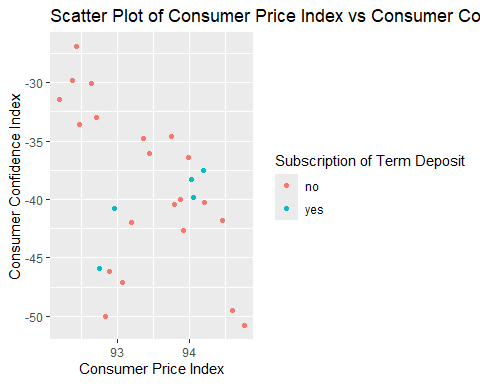 Scatter Plot of Consumer Price Index vs Consumer Co
-30
-35
-40
-45
-50
Consumer Confidence Index
93 94
Consumer Price Index
Subscription of Term Deposit
no
yes